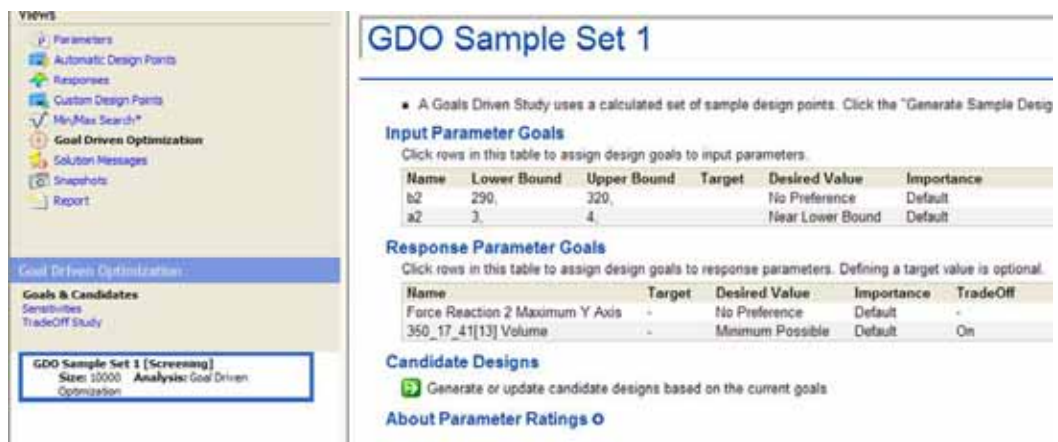 Views
Parameters
Automatic Design Points
Responses
Custom Design Points
Min/Max Search*
Goal Driven Optimization
Solution Messages
Snapshots
Report
Goal Driven Optimization
Goals & Candidates
Sensitivities
TradeOff Study
GDO Sample Set 1 [Screening]
Size: 10000 Analysis: Goal Driven
Optimization
GDO Sample Set 1
• A Goals Driven Study uses a calculated set of sample design points. Click the "Generate Sample Desig
Input Parameter Goals
Click rows in this table to assign design goals to input parameters.
Name Lower Bound Upper Bound Target Desired Value Importance
b2 290, 320, No Preference Default
a2 3, 4, Near Lower Bound Default
Response Parameter Goals
Click rows in this table to assign design goals to response parameters. Defining a target value is optional.
Name Target Desired Value Importance TradeOff
Force Reaction 2 Maximum Y Axis - No Preference Default -
350_17_41[13] Volume - Minimum Possible Default On
Candidate Designs
Generate or update candidate designs based on the current goals
About Parameter Ratings